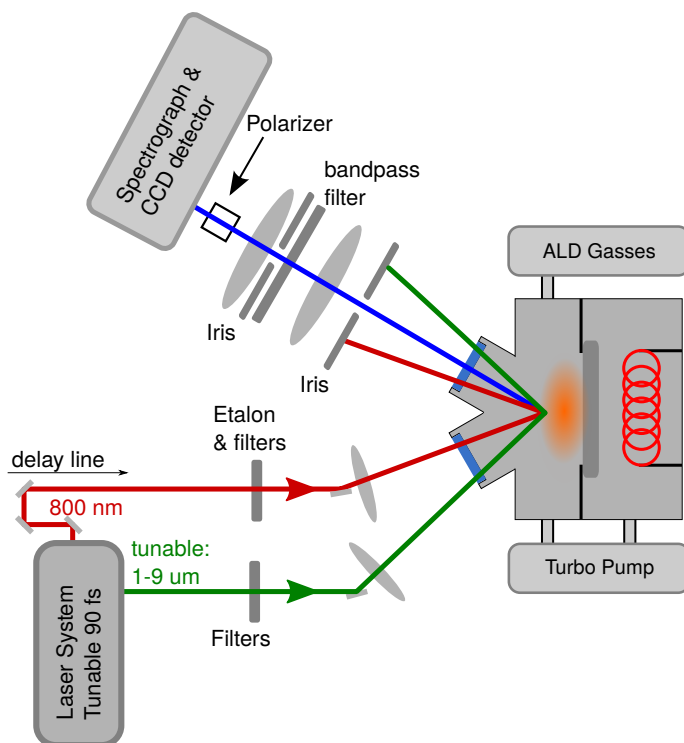 Spectrograph &
CCD detector
Polarizer
bandpass
filter
ALD Gasses
Iris
Iris
Etalon
& filters
delay line
800 nm
tunable:
1-9 um
Filters
Turbo Pump
Laser System
Tunable 90 fs